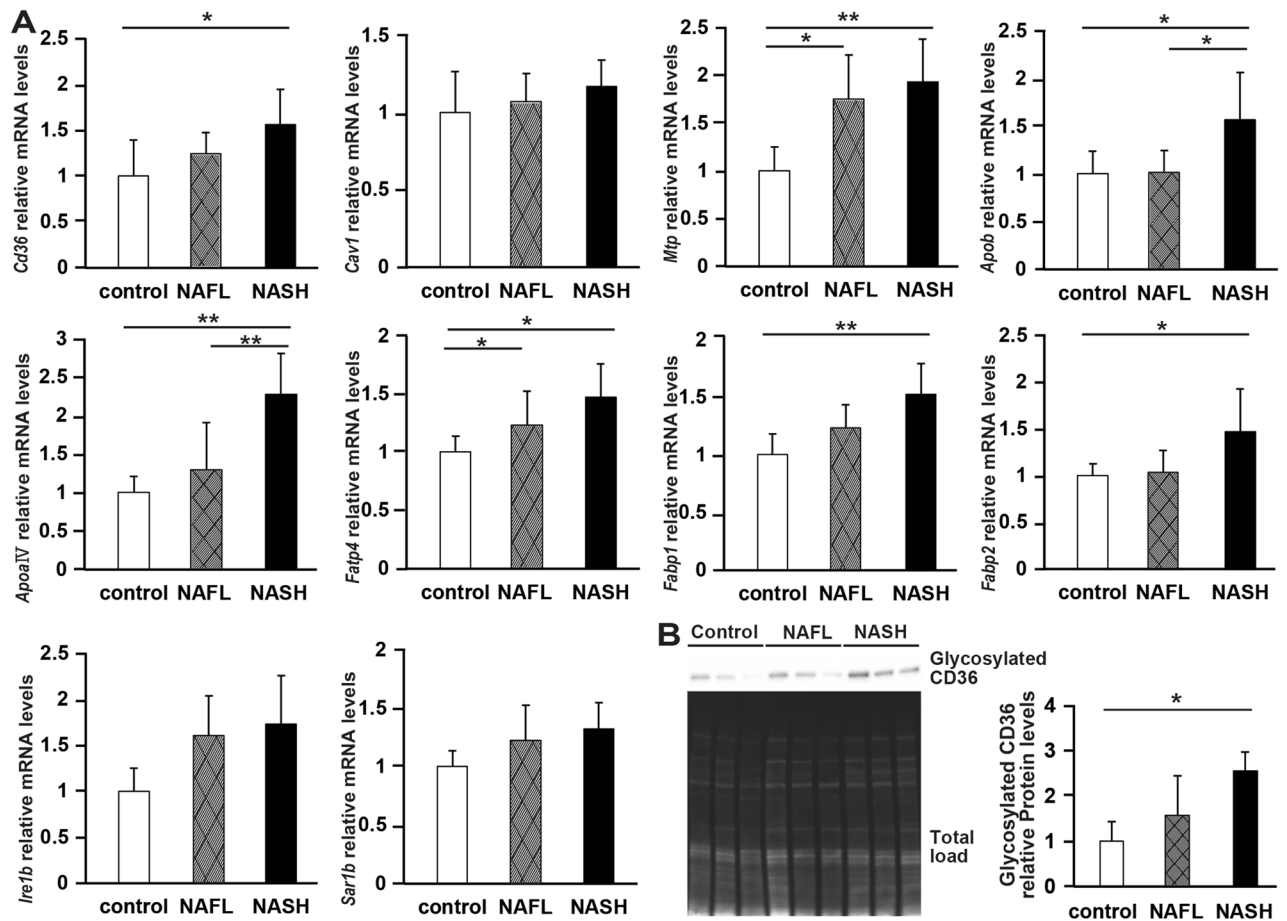 A
*
Cd36 relative mRNA levels
2.5
2
1.5
1
0.5
0
control NAFL NASH
Cav1 relative mRNA levels
1.5
1
0.5
0
control NAFL NASH
**
*
Mtp relative mRNA levels
2.5
2
1.5
1
0.5
0
control NAFL NASH
*
*
Apob relative mRNA levels
2.5
2
1.5
1
0.5
0
control NAFL NASH
**
**
ApoaIV relative mRNA levels
3
2.5
2
1.5
1
0.5
0
control NAFL NASH
*
*
Fatp4 relative mRNA levels
2
1.5
1
0.5
0
control NAFL NASH
**
Fabp1 relative mRNA levels
2
1.5
1
0.5
0
control NAFL NASH
*
Fabp2 relative mRNA levels
2.5
2
1.5
1
0.5
0
control NAFL NASH
Ire1b relative mRNA levels
2.5
2
1.5
1
0.5
0
control NAFL NASH
Sar1b relative mRNA levels
2
1.5
1
0.5
0
control NAFL NASH
B
Control NAFL NASH
Glycosylated
CD36
Total
load
*
Glycosylated CD36
relative Protein levels
4
3
2
1
0
control NAFL NASH